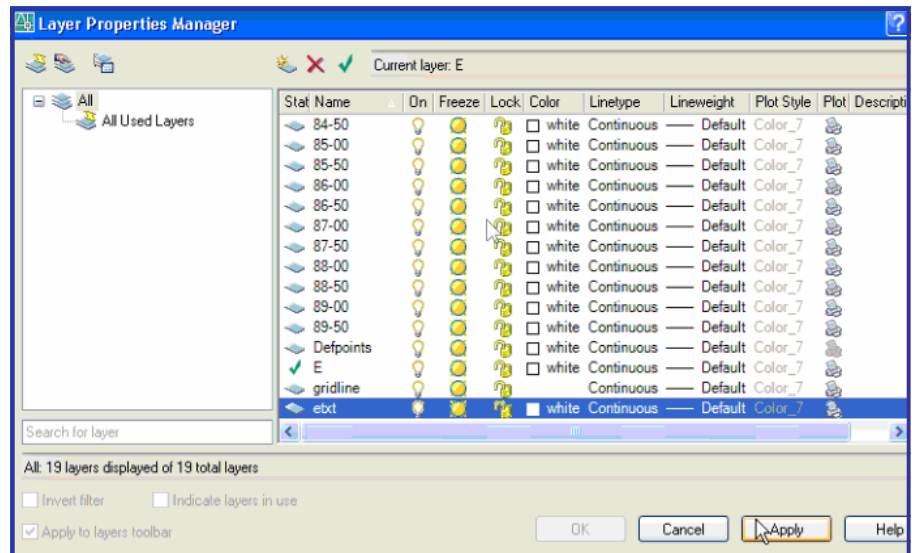 Layer Properties Manager
?
Current layer: E
All
All Used Layers
Stat Name On Freeze Lock Color Linetype Lineweight Plot Style Plot Descripti
84-50 white Continuous Default Color_7
85-00 white Continuous Default Color_7
85-50 white Continuous Default Color_7
86-00 white Continuous Default Color_7
86-50 white Continuous Default Color_7
87-00 white Continuous Default Color_7
87-50 white Continuous Default Color_7
88-00 white Continuous Default Color_7
88-50 white Continuous Default Color_7
89-00 white Continuous Default Color_7
89-50 white Continuous Default Color_7
Defpoints white Continuous Default Color_7
E white Continuous Default Color_7
gridline Continuous Default Color_7
etxt white Continuous Default Color_7
Search for layer
All: 19 layers displayed of 19 total layers
Invert filter Indicate layers in use
Apply to layers toolbar
OK Cancel Apply Help